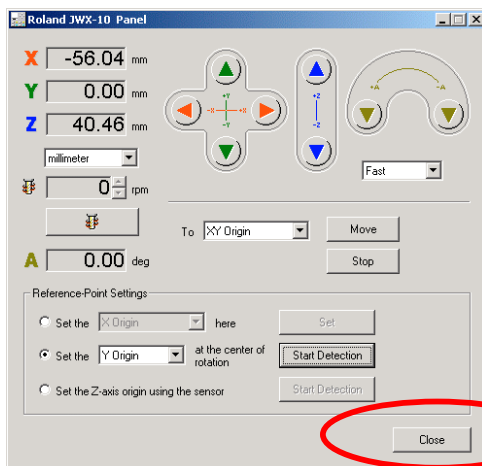 Roland JWX-10 Panel
X -56.04 mm
Y 0.00 mm
Z 40.46 mm
millimeter
0 rpm
A 0.00 deg
+Y
-X +X
-Y
+Z
-Z
+A -A
Fast
To XY Origin Move
Stop
Reference-Point Settings
Set the X Origin here Set
Set the Y Origin at the center of rotation Start Detection
Set the Z-axis origin using the sensor Start Detection
Close